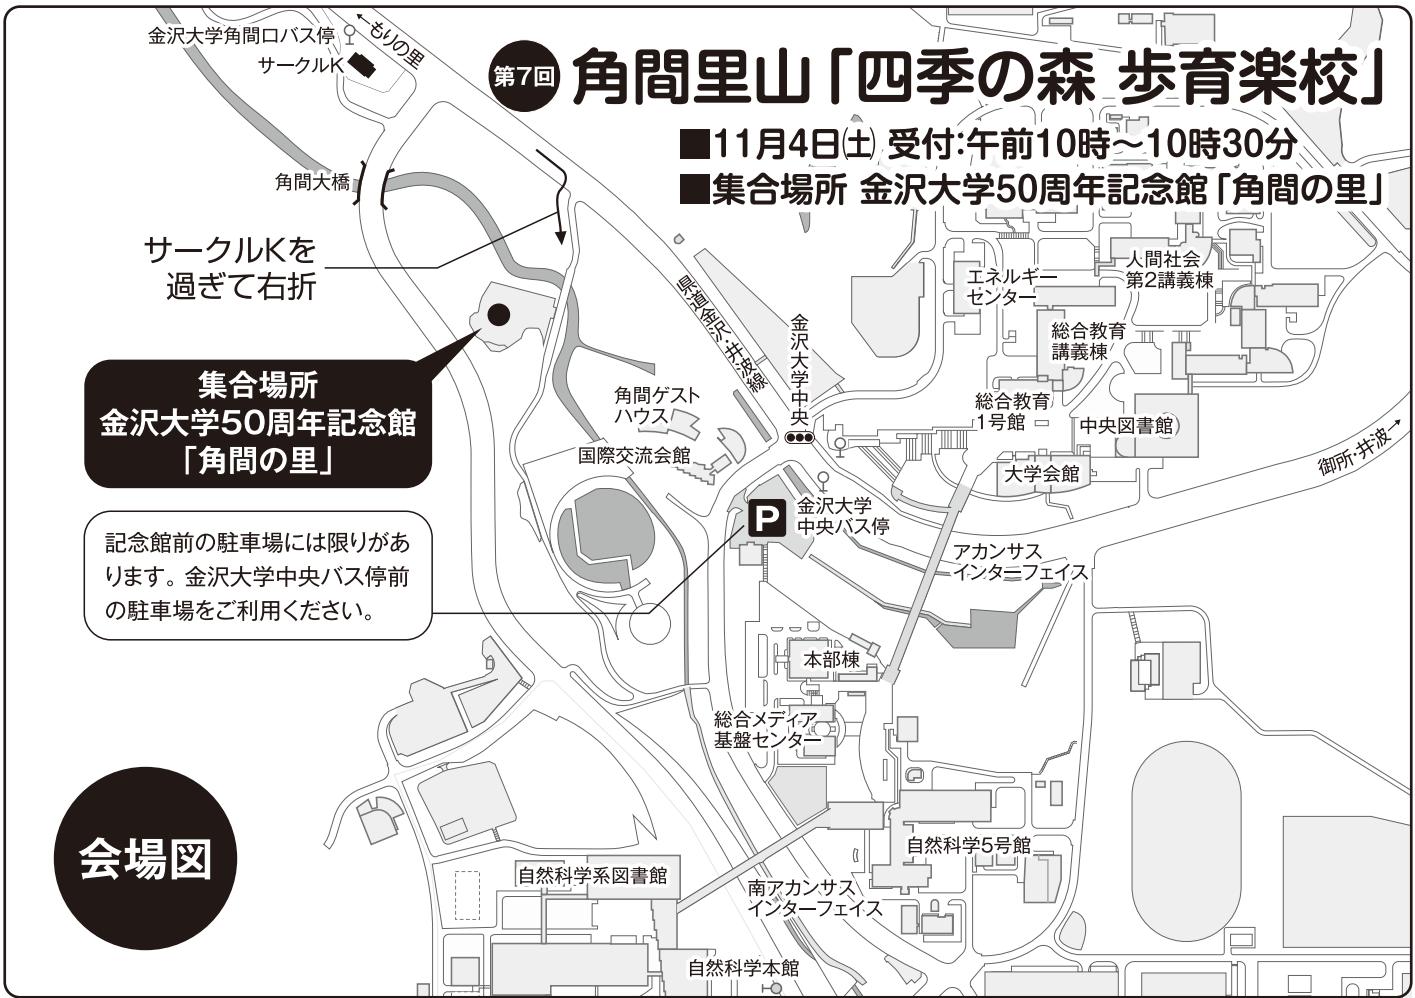 金沢大学角間口バス停
サークルK
もりの里
第7回
角間里山「四季の森 歩育楽校」
■11月4日㈯ 受付:午前10時〜10時30分
■集合場所 金沢大学50周年記念館「角間の里」
角間大橋
サークルKを
過ぎて右折
集合場所
金沢大学50周年記念館
「角間の里」
記念館前の駐車場には限りがあ
ります。金沢大学中央バス停前
の駐車場をご利用ください。
県道金沢・井波線
金沢大学中央
エネルギー
センター
人間社会
第2講義棟
総合教育
講義棟
総合教育
1号館
中央図書館
大学会館
御所・井波
角間ゲスト
ハウス
国際交流会館
P
金沢大学
中央バス停
アカンサス
インターフェイス
本部棟
総合メディア
基盤センター
会場図
自然科学5号館
自然科学系図書館
南アカンサス
インターフェイス
自然科学本館